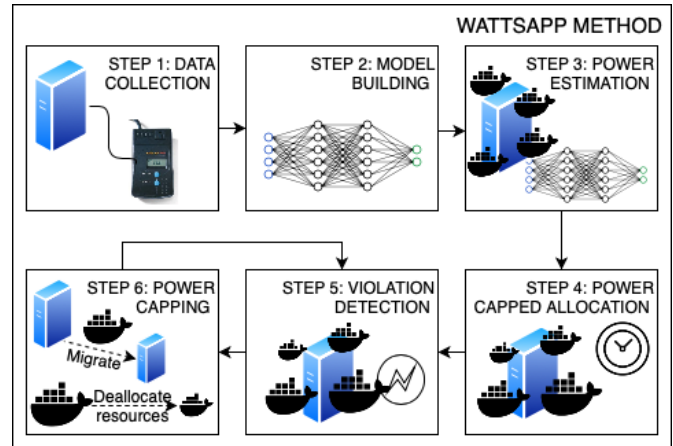 WATTSAPP METHOD
STEP 1: DATA
COLLECTION
STEP 2: MODEL
BUILDING
STEP 3: POWER
ESTIMATION
STEP 6: POWER
CAPPING
Migrate
Deallocate
resources
STEP 5: VIOLATION
DETECTION
STEP 4: POWER
CAPPED ALLOCATION